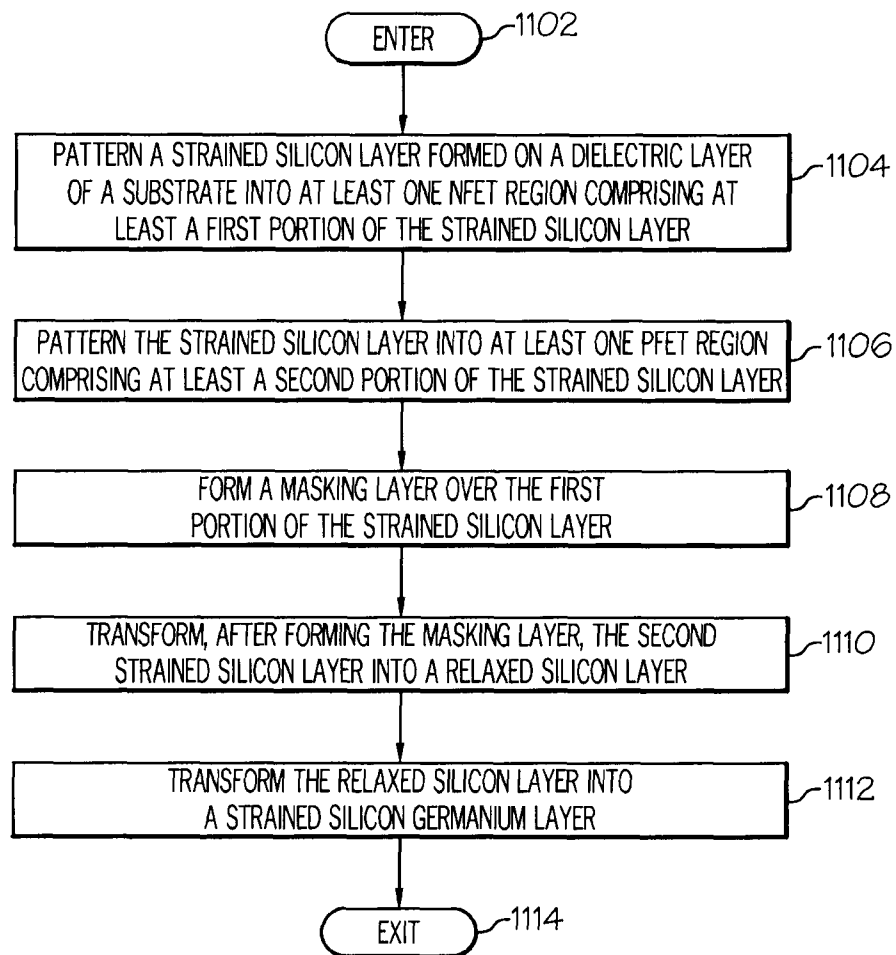 ENTER
1102
PATTERN A STRAINED SILICON LAYER FORMED ON A DIELECTRIC LAYER
OF A SUBSTRATE INTO AT LEAST ONE NFET REGION COMPRISING AT
LEAST A FIRST PORTION OF THE STRAINED SILICON LAYER
1104
PATTERN THE STRAINED SILICON LAYER INTO AT LEAST ONE PFET REGION
COMPRISING AT LEAST A SECOND PORTION OF THE STRAINED SILICON LAYER
1106
FORM A MASKING LAYER OVER THE FIRST
PORTION OF THE STRAINED SILICON LAYER
1108
TRANSFORM, AFTER FORMING THE MASKING LAYER, THE SECOND
STRAINED SILICON LAYER INTO A RELAXED SILICON LAYER
1110
TRANSFORM THE RELAXED SILICON LAYER INTO
A STRAINED SILICON GERMANIUM LAYER
1112
EXIT
1114